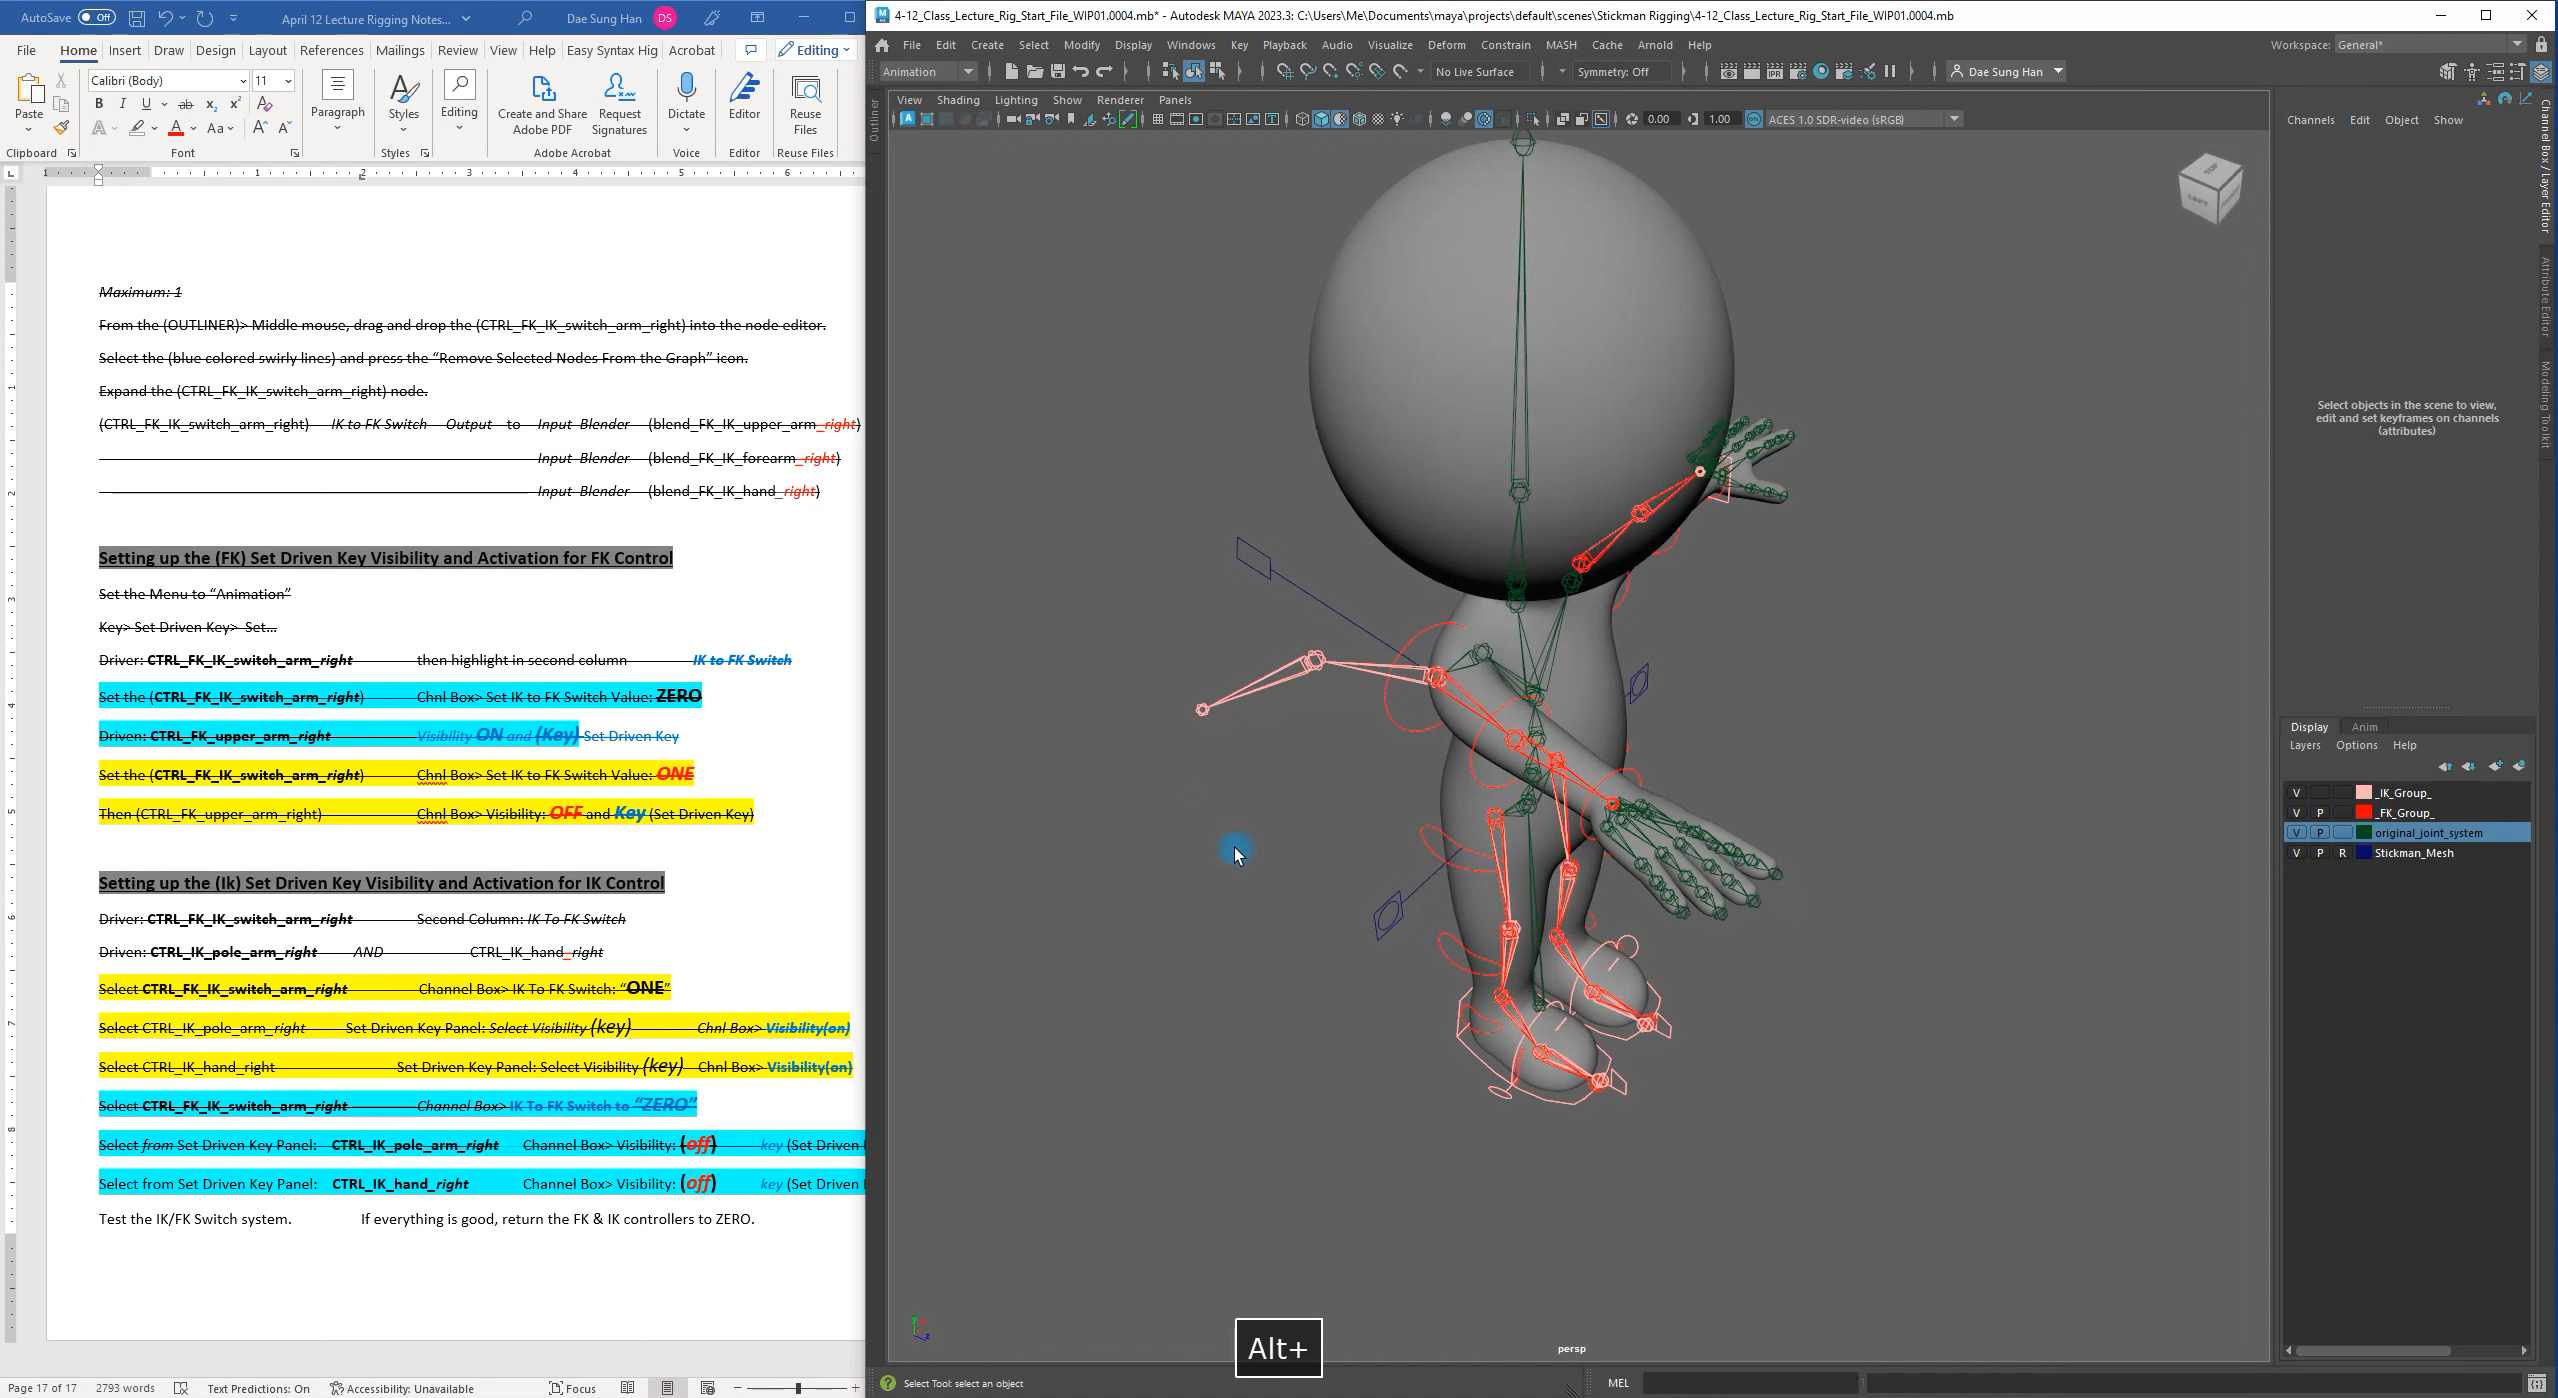 AutoSave Off April 12 Lecture Rigging Notes... Dae Sung Han DS
File Home Insert Draw Design Layout References Mailings Review View Help Easy Syntax Hig Acrobat Editing
Calibri (Body) 11
Paste
Paragraph Styles Editing Create and Share Adobe PDF Request Signatures Dictate Editor Reuse Files
Clipboard Font Styles Adobe Acrobat Voice Editor Reuse Files
Maximum: 1
From the (OUTLINER)> Middle mouse, drag and drop the (CTRL_FK_IK_switch_arm_right) into the node editor.
Select the (blue colored swirly lines) and press the “Remove Selected Nodes From the Graph” icon.
Expand the (CTRL_FK_IK_switch_arm_right) node.
(CTRL_FK_IK_switch_arm_right) IK to FK Switch Output to Input Blender (blend_FK_IK_upper_arm_right)
Input Blender (blend_FK_IK_forearm_right)
Input Blender (blend_FK_IK_hand_right)
Setting up the (FK) Set Driven Key Visibility and Activation for FK Control
Set the Menu to “Animation”
Key> Set Driven Key> Set...
Driver: CTRL_FK_IK_switch_arm_right then highlight in second column IK to FK Switch
Set the (CTRL_FK_IK_switch_arm_right) Chnl Box> Set IK to FK Switch Value: ZERO
Driven: CTRL_FK_upper_arm_right Visibility ON and (Key) Set Driven Key
Set the (CTRL_FK_IK_switch_arm_right) Chnl Box> Set IK to FK Switch Value: ONE
Then (CTRL_FK_upper_arm_right) Chnl Box> Visibility: OFF and Key (Set Driven Key)
Setting up the (Ik) Set Driven Key Visibility and Activation for IK Control
Driver: CTRL_FK_IK_switch_arm_right Second Column: IK To FK Switch
Driven: CTRL_IK_pole_arm_right AND CTRL_IK_hand_right
Select CTRL_FK_IK_switch_arm_right Channel Box> IK To FK Switch: “ONE”
Select CTRL_IK_pole_arm_right Set Driven Key Panel: Select Visibility (key) Chnl Box> Visibility(on)
Select CTRL_IK_hand_right Set Driven Key Panel: Select Visibility (key) Chnl Box> Visibility(on)
Select CTRL_FK_IK_switch_arm_right Channel Box> IK To FK Switch to “ZERO”
Select from Set Driven Key Panel: CTRL_IK_pole_arm_right Channel Box> Visibility: (off) key (Set Driven
Select from Set Driven Key Panel: CTRL_IK_hand_right Channel Box> Visibility: (off) key (Set Driven
Test the IK/FK Switch system. If everything is good, return the FK & IK controllers to ZERO.
Page 17 of 17 2793 words Text Predictions: On Accessibility: Unavailable Focus
4-12_Class_Lecture_Rig_Start_File_WIP01.0004.mb* - Autodesk MAYA 2023.3: C:\Users\Me\Documents\maya\projects\default\scenes\Stickman Rigging\4-12_Class_Lecture_Rig_Start_File_WIP01.0004.mb
File Edit Create Select Modify Display Windows Key Playback Audio Visualize Deform Constrain MASH Cache Arnold Help Workspace: General*
Animation No Live Surface Symmetry: Off Dae Sung Han
View Shading Lighting Show Renderer Panels
0.00 1.00 ACES 1.0 SDR-video (sRGB)
Outliner
TOP
LEFT
Alt+
persp
Channels Edit Object Show
Select objects in the scene to view,
edit and set keyframes on channels
(attributes)
Display Anim
Layers Options Help
V _IK_Group_
V P _FK_Group_
V P original_joint_system
V P R Stickman_Mesh
Channel Box / Layer Editor
Attribute Editor
Modeling Toolkit
Select Tool: select an object MEL